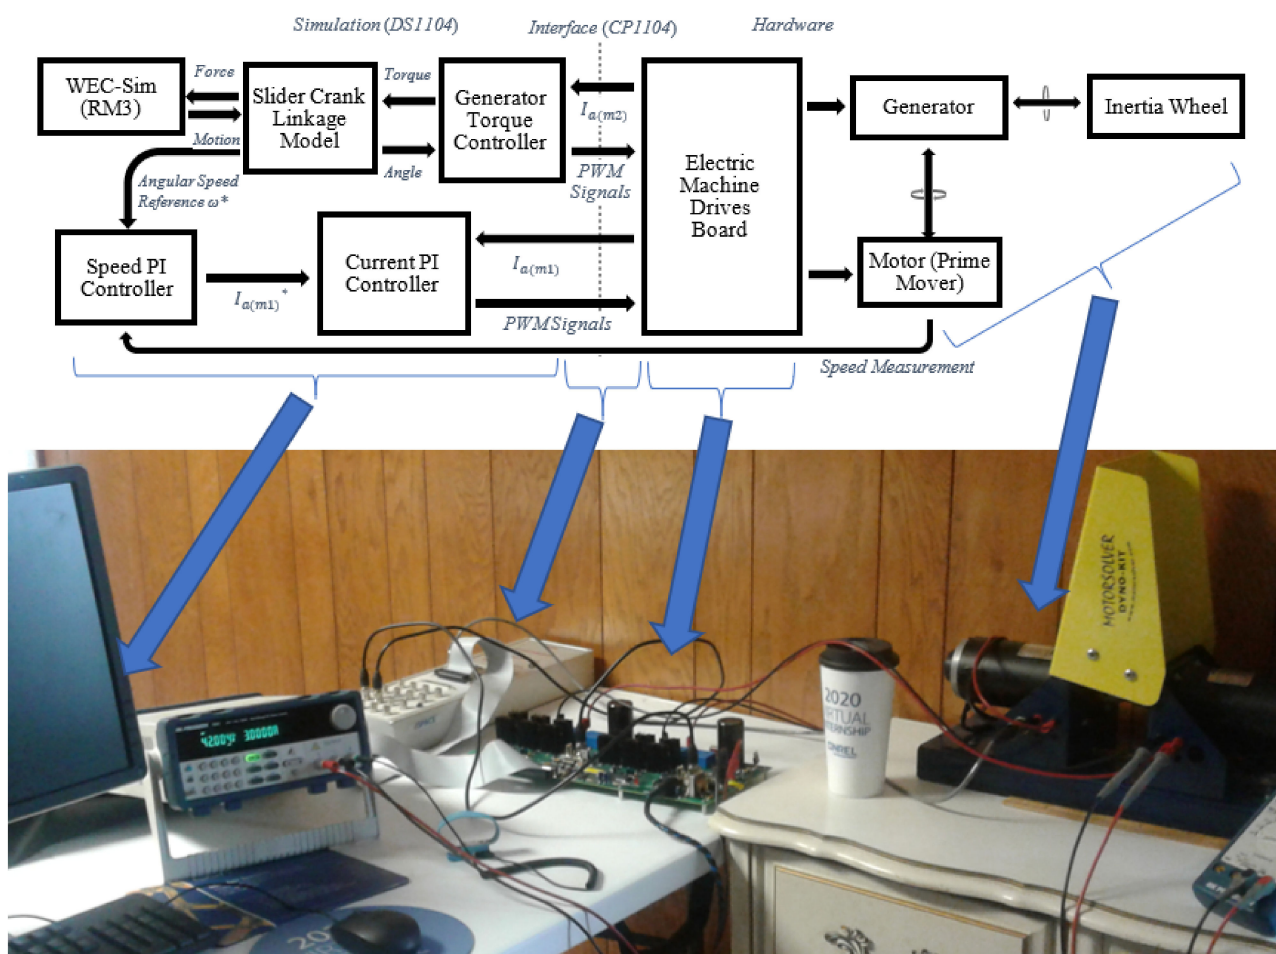 Simulation (DS1104)
Interface (CP1104)
Hardware
WEC-Sim
(RM3)
Force
Motion
Slider Crank
Linkage
Model
Torque
Angle
Generator
Torque
Controller
Ia(m2)
PWM
Signals
Electric
Machine
Drives
Board
Generator
Inertia Wheel
Angular Speed
Reference ω*
Speed PI
Controller
Ia(m1)*
Current PI
Controller
Ia(m1)
PWM Signals
Motor (Prime
Mover)
Speed Measurement
MOTORSOLVER
DYNO-KIT
2020
VIRTUAL
INTERNSHIP
NREL